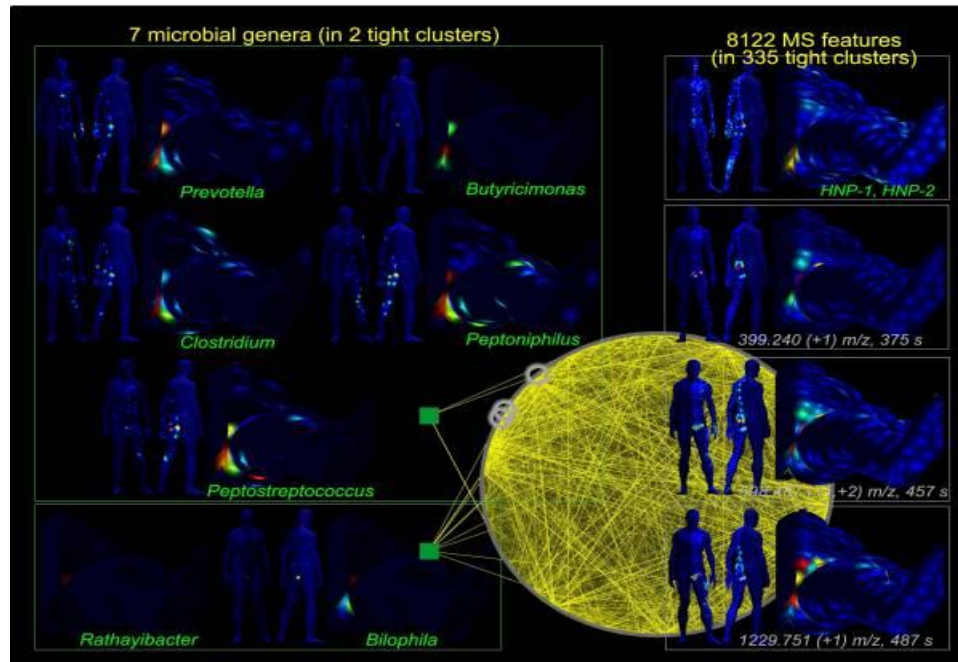 7 microbial genera (in 2 tight clusters)
8122 MS features
(in 335 tight clusters)
Prevotella
Butyricimonas
HNP-1, HNP-2
Clostridium
Peptoniphilus
399.240 (+1) m/z, 375 s
Peptostreptococcus
+2) m/z, 457 s
Rathayibacter
Bilophila
1229.751 (+1) m/z, 487 s